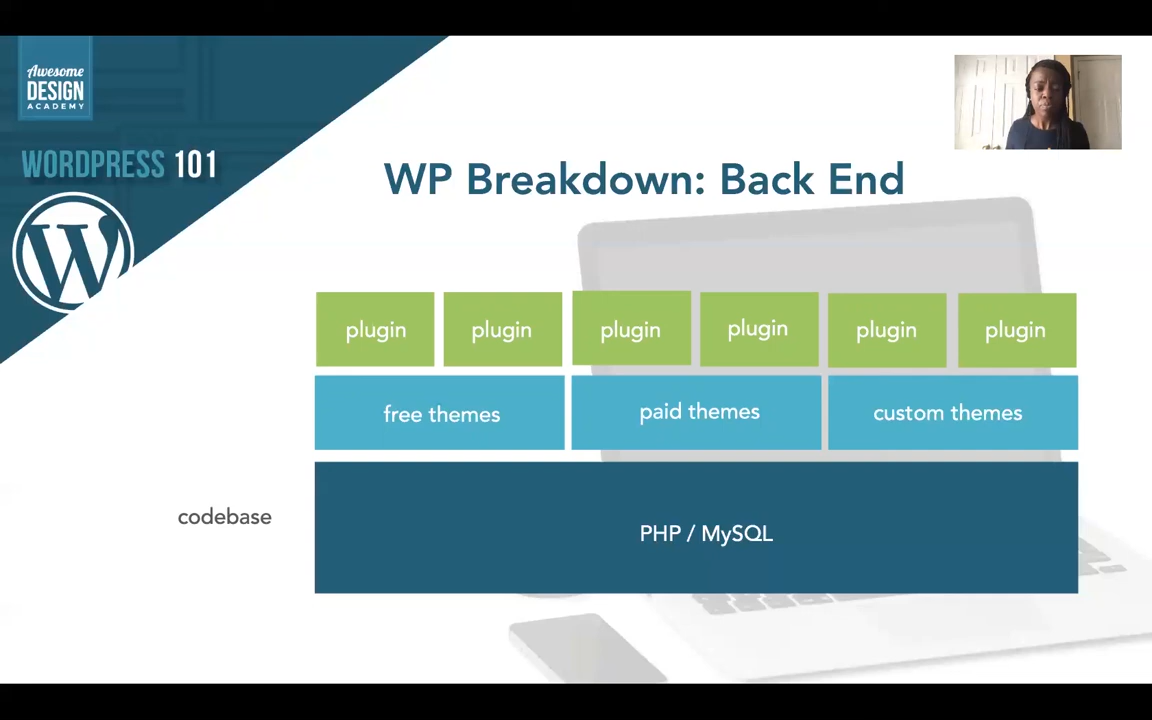 Awesome
DESIGN
ACADEMY
WORDPRESS 101
WP Breakdown: Back End
plugin plugin plugin plugin plugin plugin
free themes paid themes custom themes
codebase PHP / MySQL